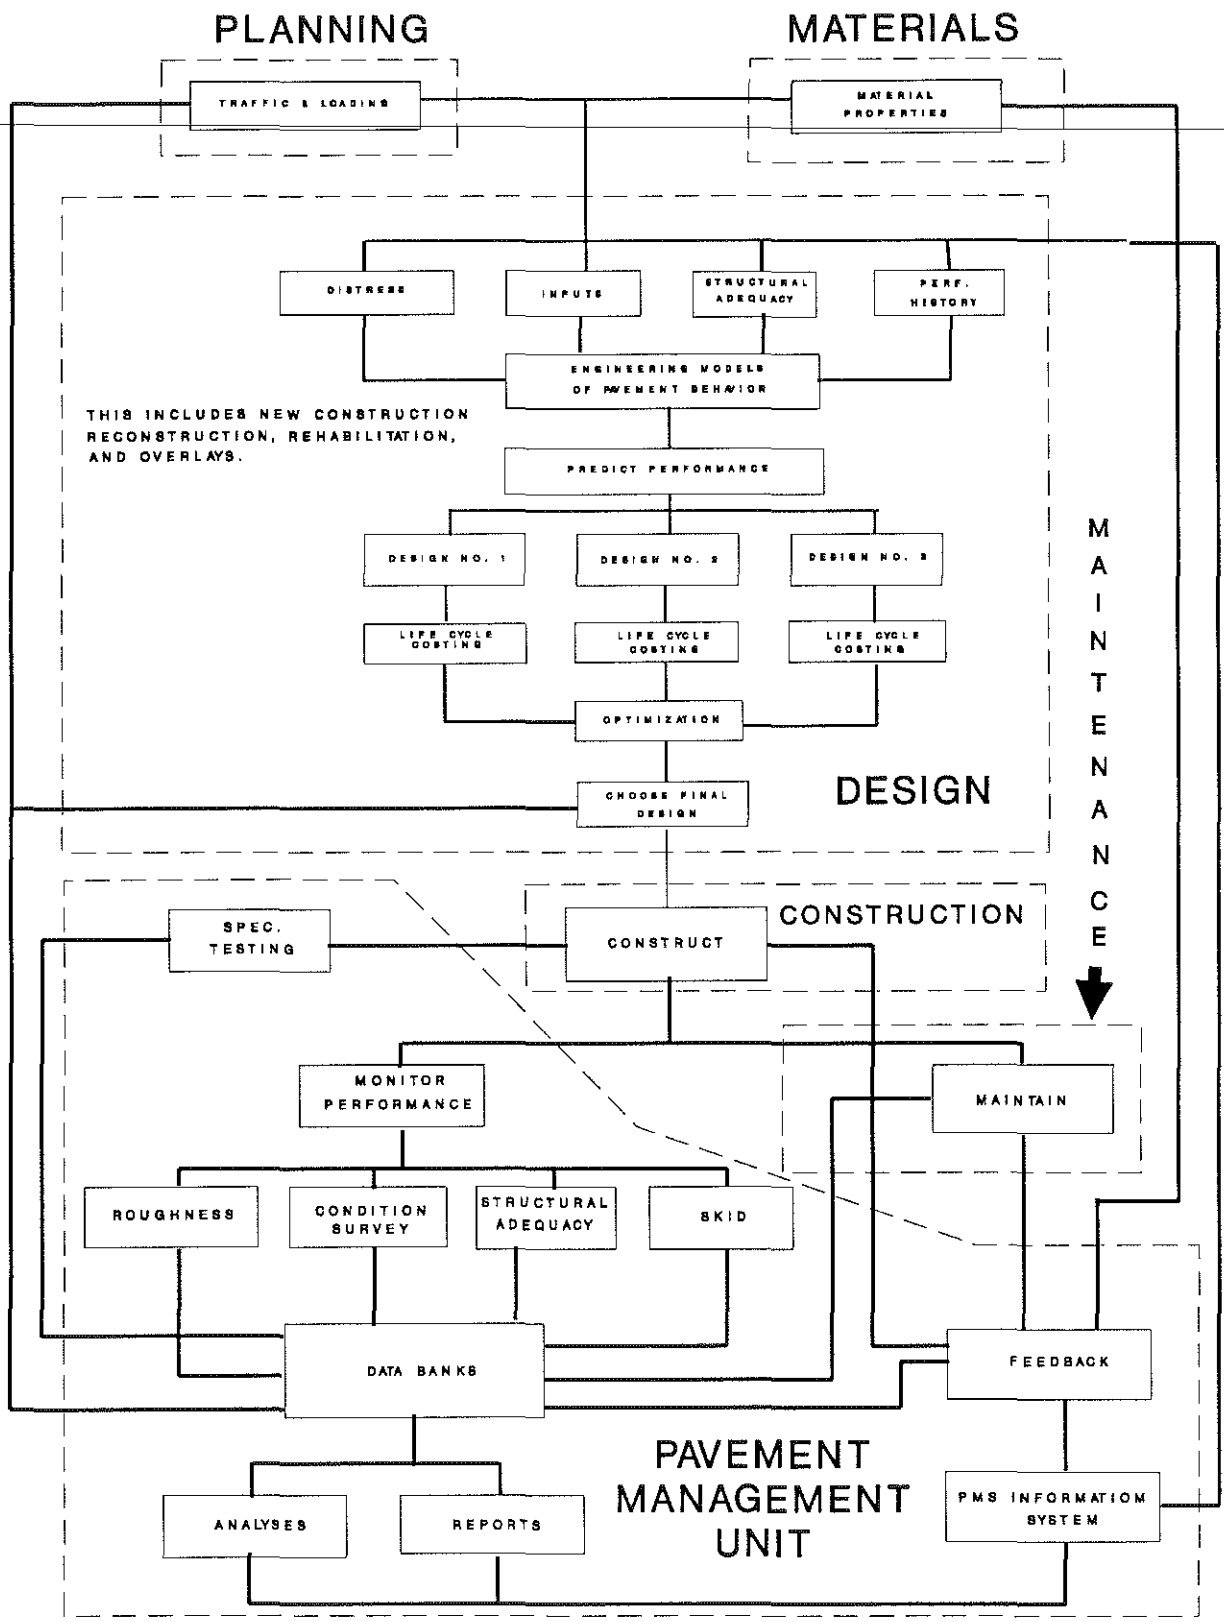 PLANNING
MATERIALS
TRAFFIC & LOADING
MATERIAL
PROPERTIES
DISTRESS
INPUTS
STRUCTURAL
ADEQUACY
PERF.
HISTORY
ENGINEERING MODELS
OF PAVEMENT BEHAVIOR
THIS INCLUDES NEW CONSTRUCTION
RECONSTRUCTION, REHABILITATION,
AND OVERLAYS.
PREDICT PERFORMANCE
DESIGN NO. 1
DESIGN NO. 2
DESIGN NO. 3
LIFE CYCLE
COSTING
LIFE CYCLE
COSTING
LIFE CYCLE
COSTING
OPTIMIZATION
CHOOSE FINAL
DESIGN
DESIGN
MAINTENANCE
SPEC.
TESTING
CONSTRUCT
CONSTRUCTION
MONITOR
PERFORMANCE
MAINTAIN
ROUGHNESS
CONDITION
SURVEY
STRUCTURAL
ADEQUACY
SKID
DATA BANKS
FEEDBACK
PAVEMENT
MANAGEMENT
UNIT
ANALYSES
REPORTS
PMS INFORMATIOM
SYSTEM